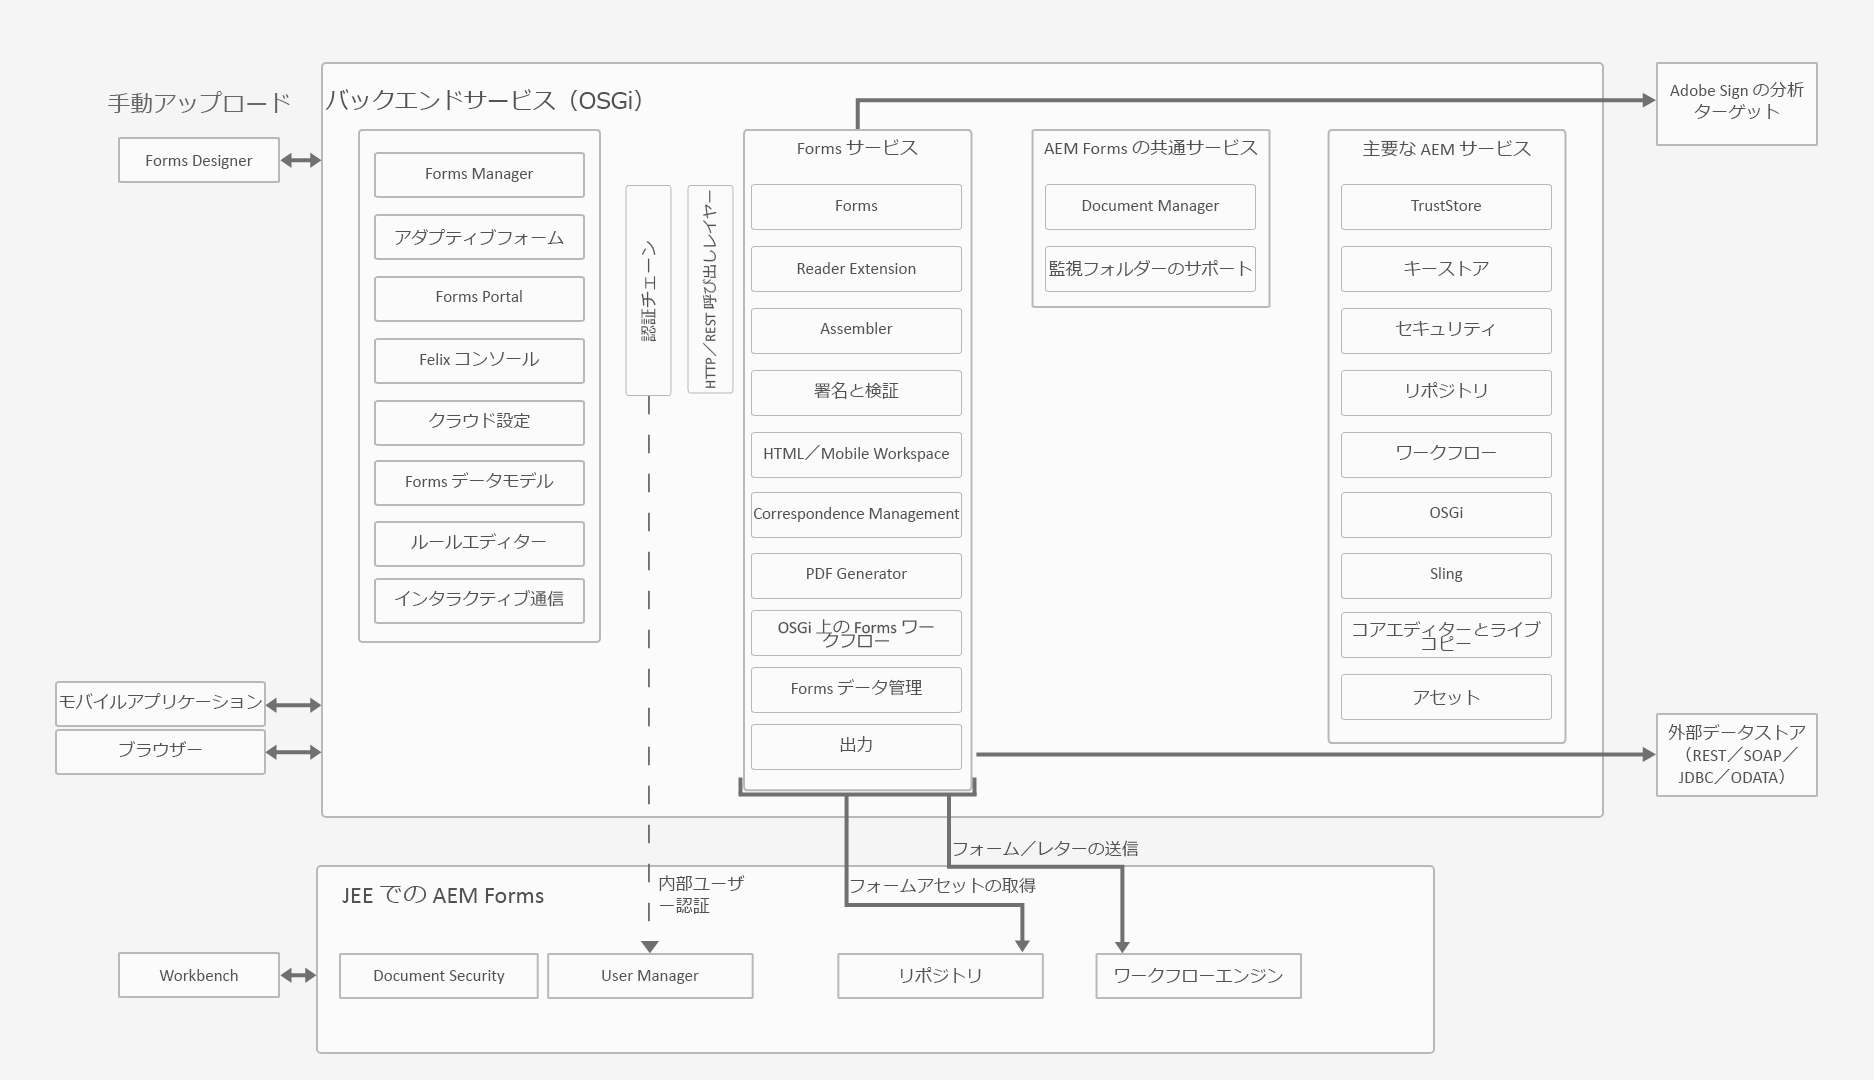 手動アップロード
Forms Designer
バックエンドサービス（OSGi）
Forms Manager
アダプティブフォーム
Forms Portal
Felix コンソール
クラウド設定
Forms データモデル
ルールエディター
インタラクティブ通信
認証チェーン
HTTP／REST 呼び出しレイヤー
Forms サービス
Forms
Reader Extension
Assembler
署名と検証
HTML／Mobile Workspace
Correspondence Management
PDF Generator
OSGi 上の Forms ワー
クフロー
Forms データ管理
出力
AEM Forms の共通サービス
Document Manager
監視フォルダーのサポート
主要な AEM サービス
TrustStore
キーストア
セキュリティ
リポジトリ
ワークフロー
OSGi
Sling
コアエディターとライブ
コピー
アセット
Adobe Sign の分析
ターゲット
モバイルアプリケーション
ブラウザー
外部データストア
（REST／SOAP／
JDBC／ODATA）
フォーム／レターの送信
フォームアセットの取得
内部ユーザ
ー認証
JEE での AEM Forms
Workbench
Document Security
User Manager
リポジトリ
ワークフローエンジン